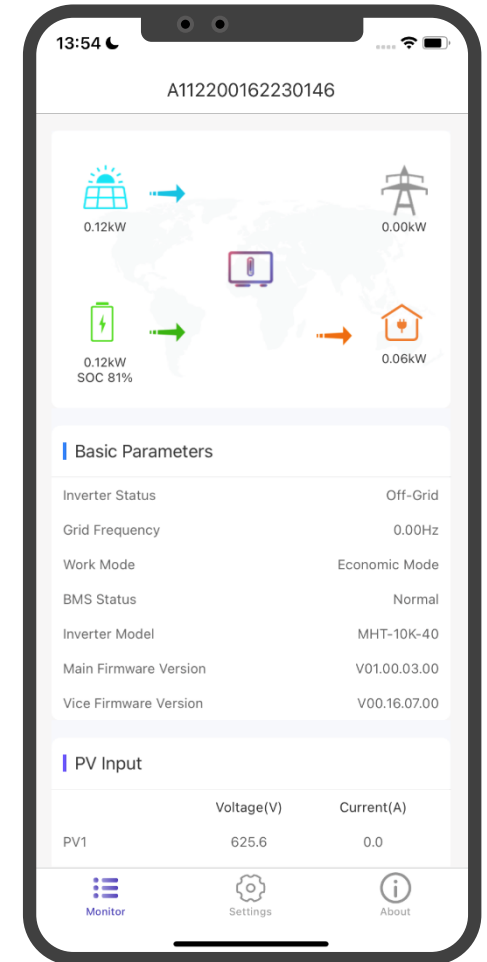 13:54
A112200162230146
0.12kW
0.00kW
0.12kW
SOC 81%
0.06kW
Basic Parameters
Inverter Status Off-Grid
Grid Frequency 0.00Hz
Work Mode Economic Mode
BMS Status Normal
Inverter Model MHT-10K-40
Main Firmware Version V01.00.03.00
Vice Firmware Version V00.16.07.00
PV Input
Voltage(V) Current(A)
PV1 625.6 0.0
Monitor Settings About